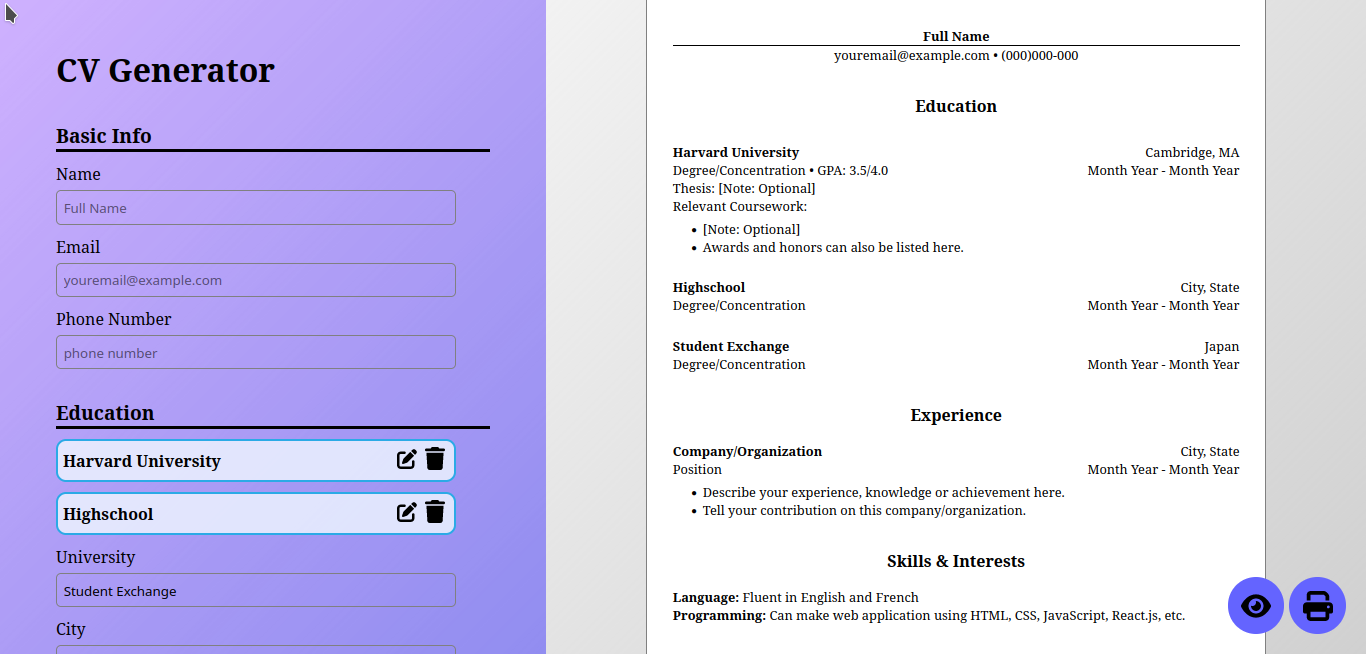 CV Generator
Basic Info
Name
Full Name
Email
youremail@example.com
Phone Number
phone number
Education
Harvard University
Highschool
University
Student Exchange
City
Full Name
youremail@example.com • (000)000-000
Education
Harvard University Cambridge, MA
Degree/Concentration • GPA: 3.5/4.0 Month Year - Month Year
Thesis: [Note: Optional]
Relevant Coursework:
• [Note: Optional]
• Awards and honors can also be listed here.
Highschool City, State
Degree/Concentration Month Year - Month Year
Student Exchange Japan
Degree/Concentration Month Year - Month Year
Experience
Company/Organization City, State
Position Month Year - Month Year
• Describe your experience, knowledge or achievement here.
• Tell your contribution on this company/organization.
Skills & Interests
Language: Fluent in English and French
Programming: Can make web application using HTML, CSS, JavaScript, React.js, etc.